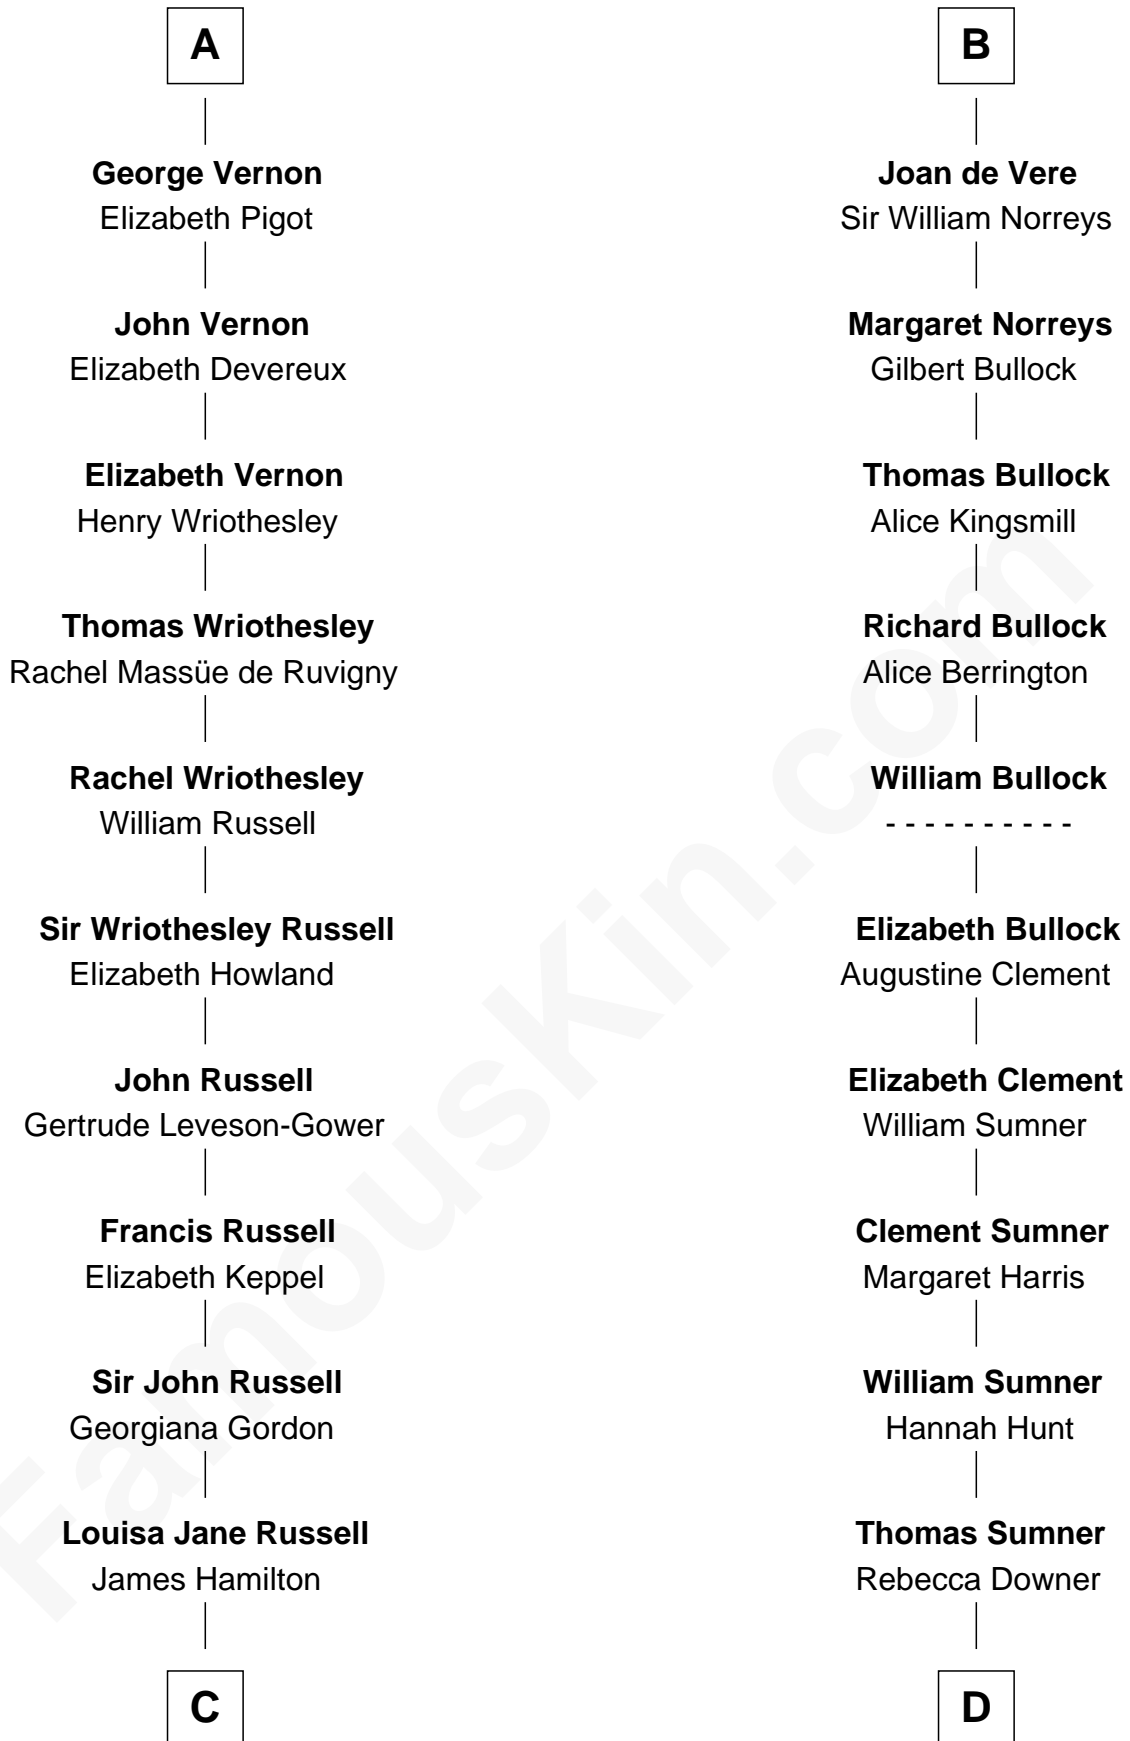 A
George Vernon
Elizabeth Pigot
John Vernon
Elizabeth Devereux
Elizabeth Vernon
Henry Wriothesley
Thomas Wriothesley
Rachel Massüe de Ruvigny
Rachel Wriothesley
William Russell
Sir Wriothesley Russell
Elizabeth Howland
John Russell
Gertrude Leveson-Gower
Francis Russell
Elizabeth Keppel
Sir John Russell
Georgiana Gordon
Louisa Jane Russell
James Hamilton
C
B
Joan de Vere
Sir William Norreys
Margaret Norreys
Gilbert Bullock
Thomas Bullock
Alice Kingsmill
Richard Bullock
Alice Berrington
William Bullock
- - - - - - - - - -
Elizabeth Bullock
Augustine Clement
Elizabeth Clement
William Sumner
Clement Sumner
Margaret Harris
William Sumner
Hannah Hunt
Thomas Sumner
Rebecca Downer
D
FamousKin.com